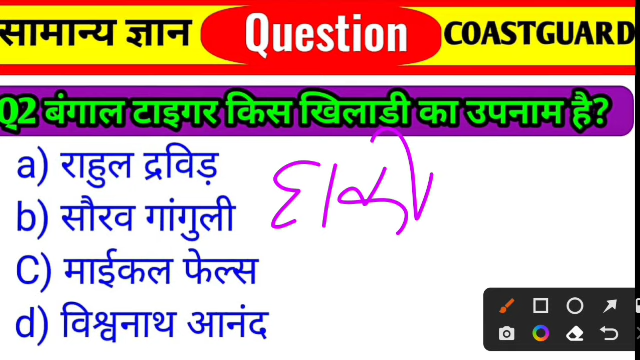 सामान्य ज्ञान Question COASTGUARD
Q2 बंगाल टाइगर किस खिलाडी का उपनाम है?
a) राहुल द्रविड़
b) सौरव गांगुली
C) माईकल फेल्स
d) विश्वनाथ आनंद